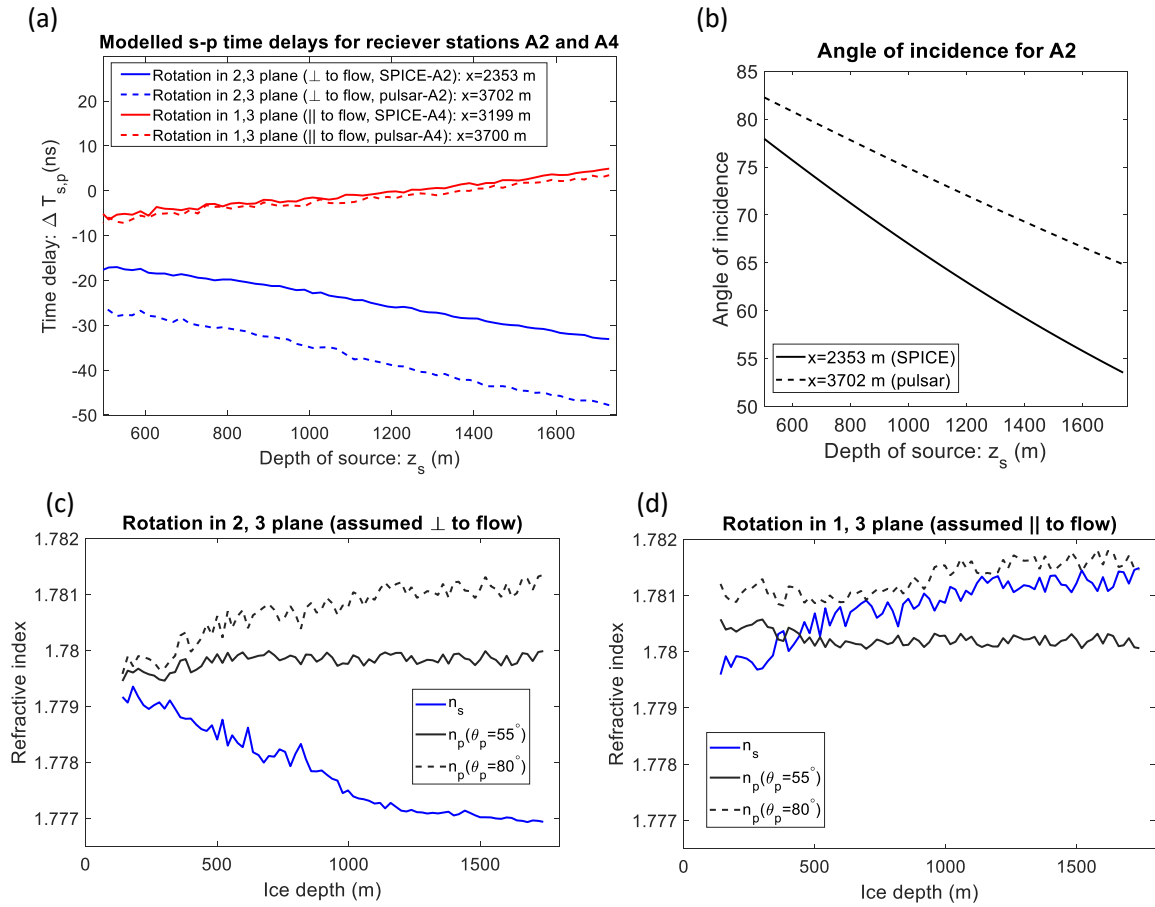 (a)
Modelled s-p time delays for reciever stations A2 and A4
Rotation in 2,3 plane (⊥ to flow, SPICE-A2): x=2353 m
Rotation in 2,3 plane (⊥ to flow, pulsar-A2): x=3702 m
Rotation in 1,3 plane (|| to flow, SPICE-A4): x=3199 m
Rotation in 1,3 plane (|| to flow, pulsar-A4): x=3700 m
20
10
0
-10
-20
-30
-40
-50
Time delay: Δ T_s,p(ns)
600 800 1000 1200 1400 1600
Depth of source: z_s (m)
(b)
Angle of incidence for A2
85
80
75
70
65
60
55
50
Angle of incidence
x=2353 m (SPICE)
x=3702 m (pulsar)
600 800 1000 1200 1400 1600
Depth of source: z_s (m)
(c)
Rotation in 2, 3 plane (assumed ⊥ to flow)
1.782
1.781
1.78
1.779
1.778
1.777
Refractive index
n_s
n_p(θ_p=55°)
n_p(θ_p=80°)
0 500 1000 1500
Ice depth (m)
(d)
Rotation in 1, 3 plane (assumed || to flow)
1.782
1.781
1.78
1.779
1.778
1.777
Refractive index
n_s
n_p(θ_p=55°)
n_p(θ_p=80°)
0 500 1000 1500
Ice depth (m)